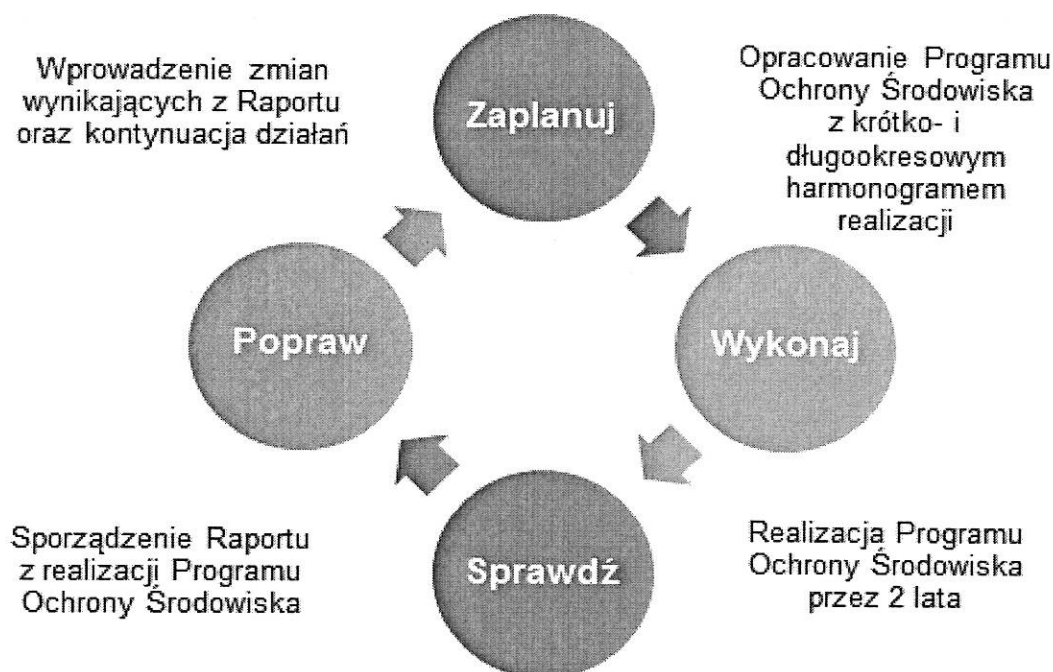 Wprowadzenie zmian
wynikających z Raportu
oraz kontynuacja działań
Zaplanuj
Opracowanie Programu
Ochrony Środowiska
z krótko- i
długookresowym
harmonogramem
realizacji
Popraw
Wykonaj
Sporządzenie Raportu
z realizacji Programu
Ochrony Środowiska
Sprawdź
Realizacja Programu
Ochrony Środowiska
przez 2 lata